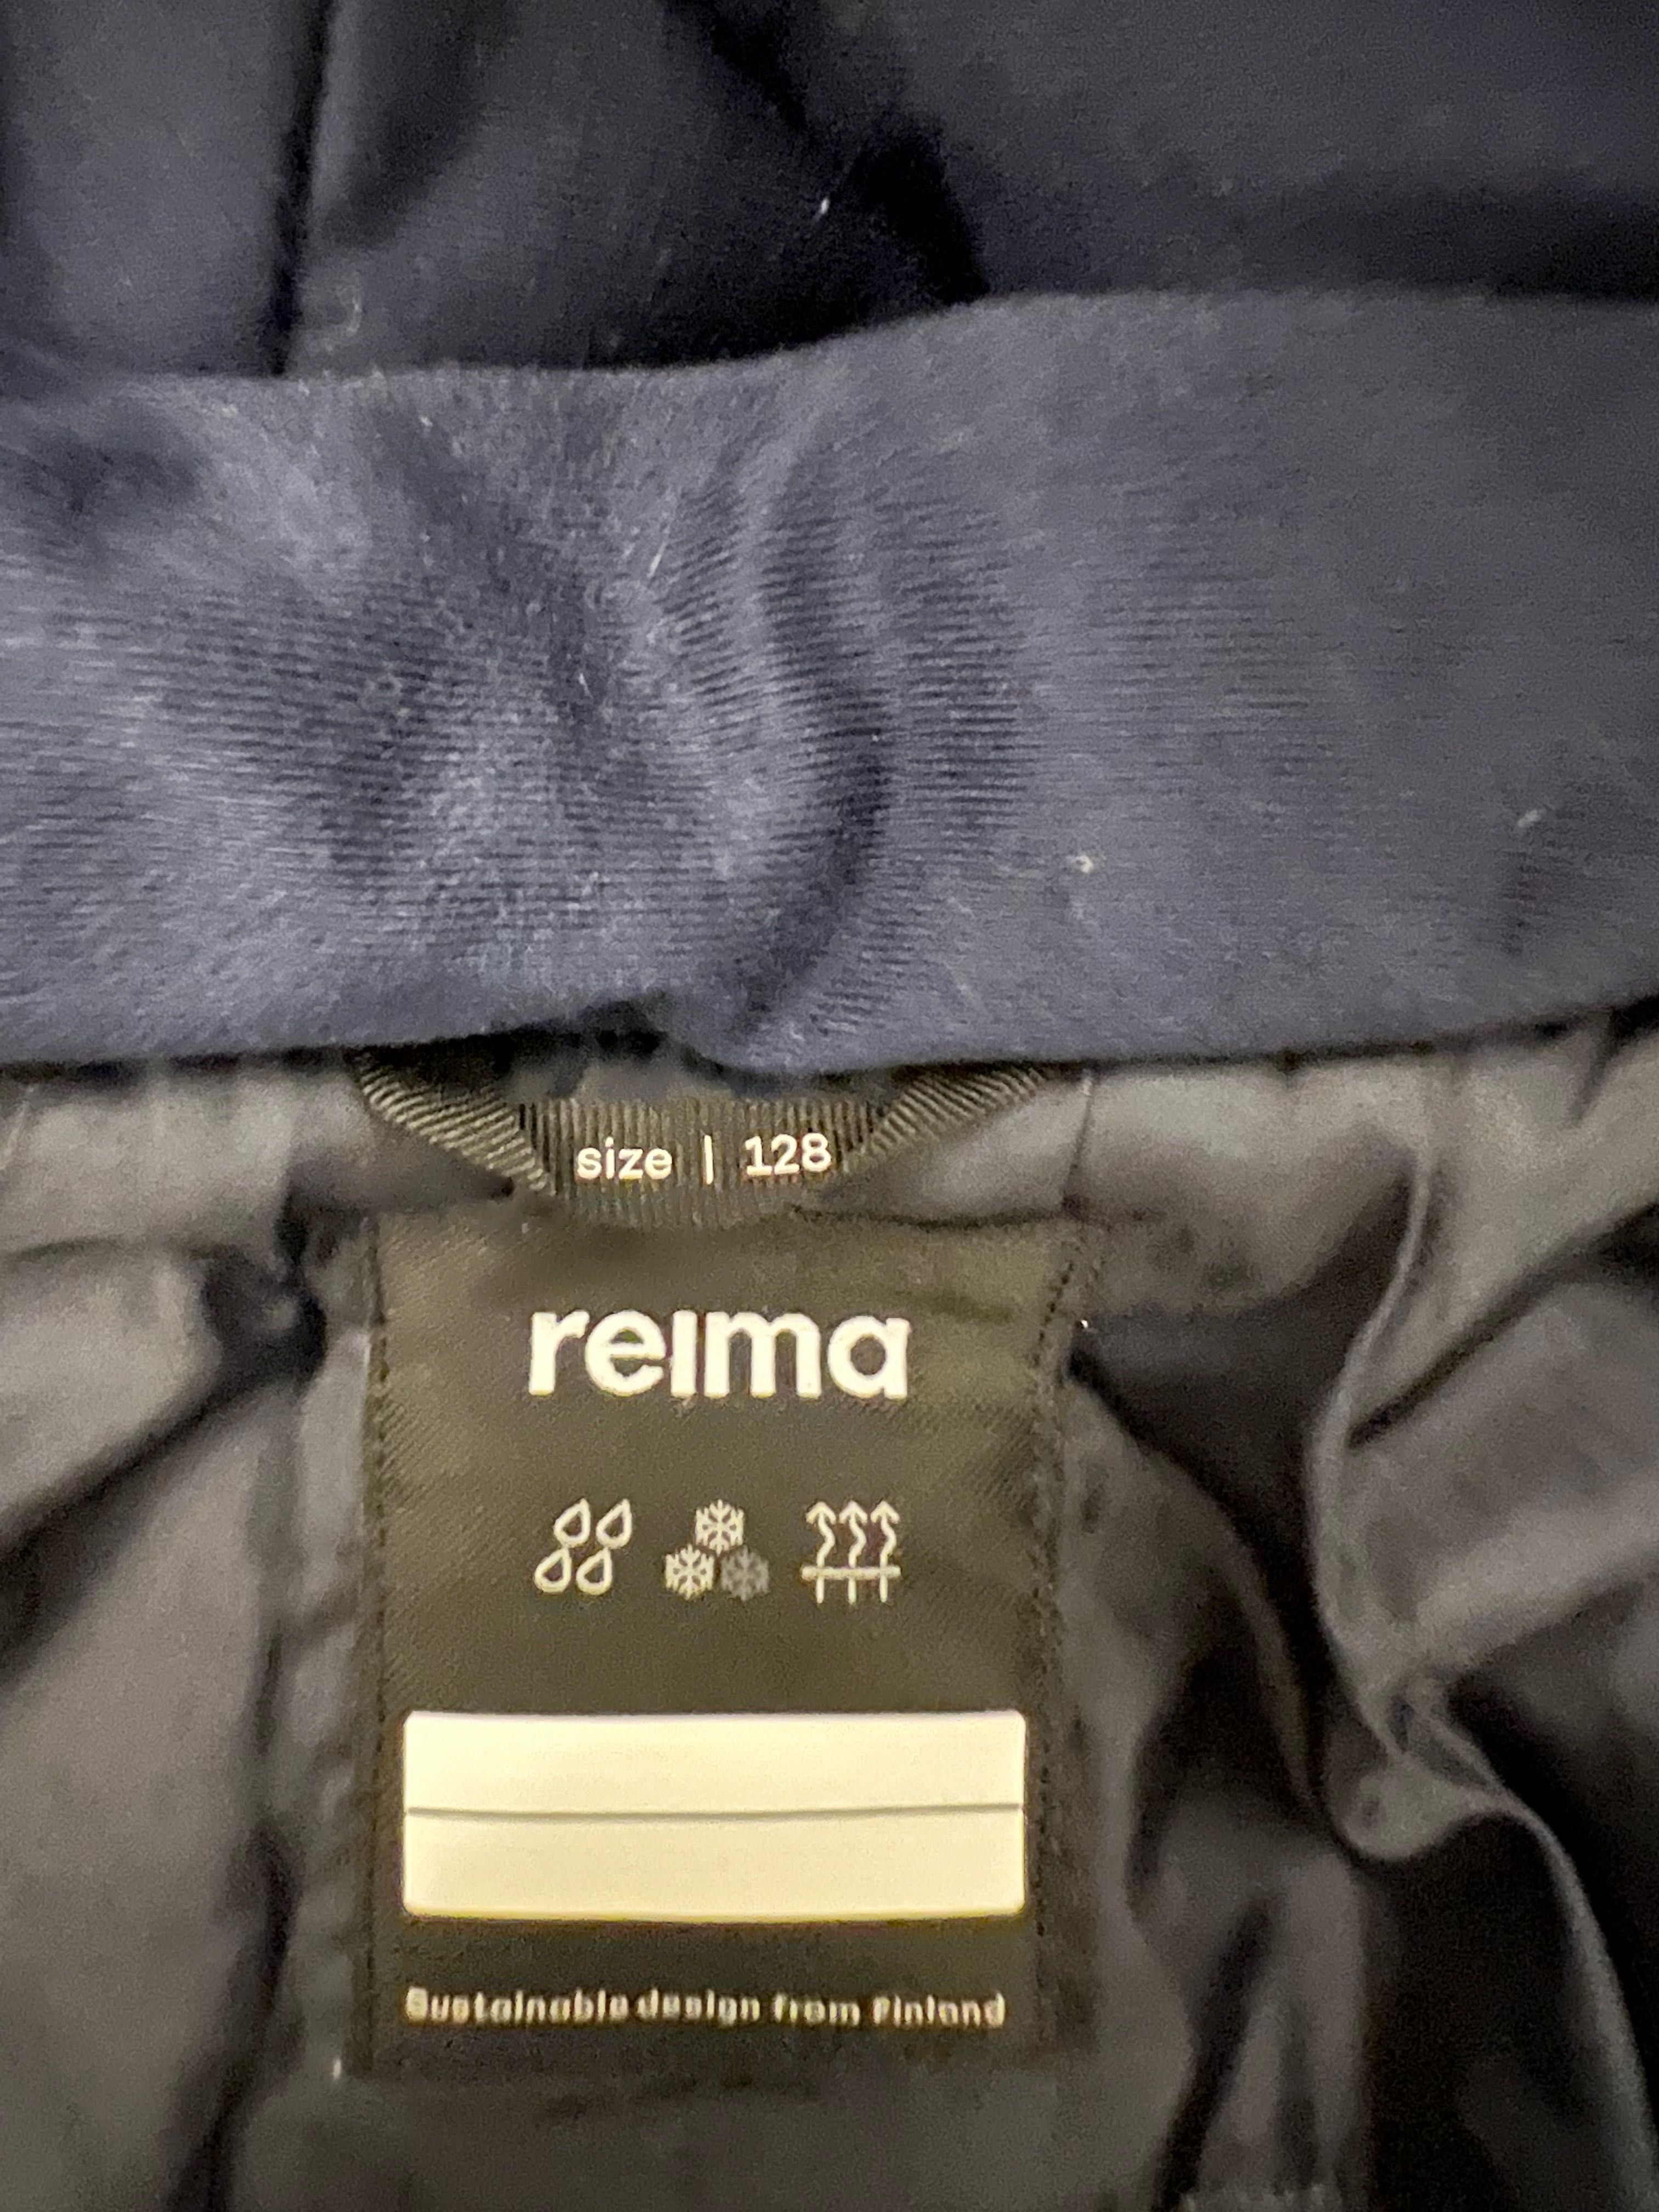 size | 128
reima
Sustainable design from Finland